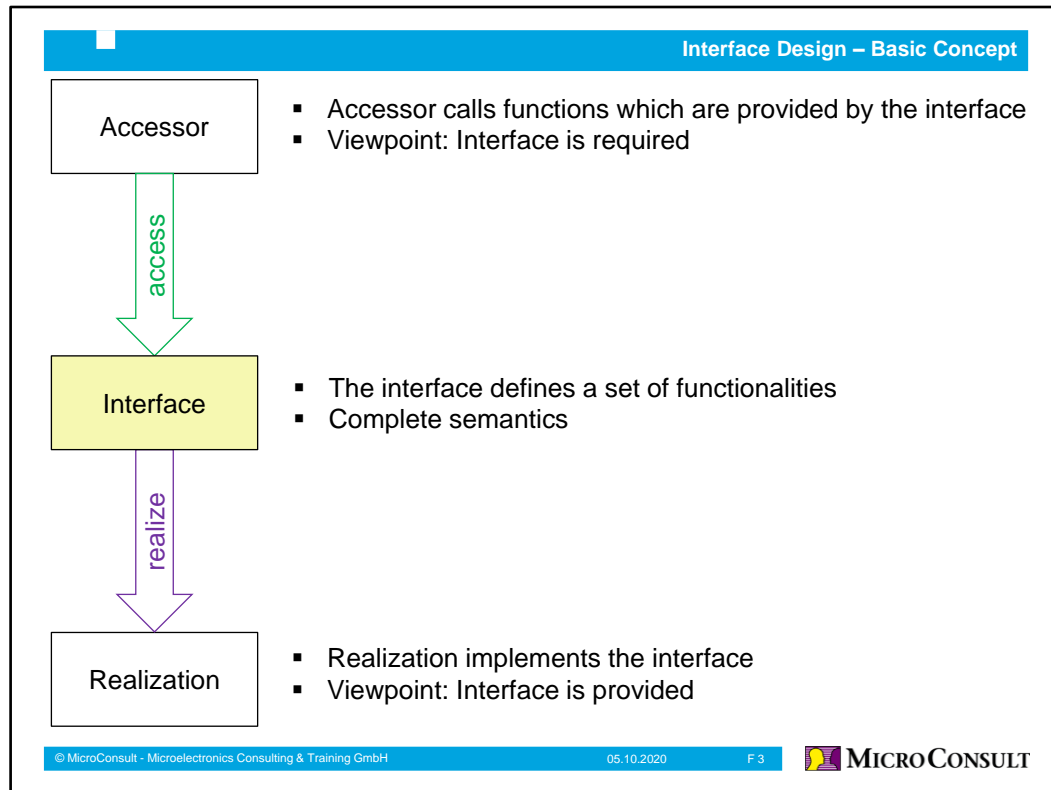 Interface Design – Basic Concept
Accessor
▪ Accessor calls functions which are provided by the interface
▪ Viewpoint: Interface is required
access
Interface
▪ The interface defines a set of functionalities
▪ Complete semantics
realize
Realization
▪ Realization implements the interface
▪ Viewpoint: Interface is provided
© MicroConsult - Microelectronics Consulting & Training GmbH
05.10.2020
F 3
MICROCONSULT